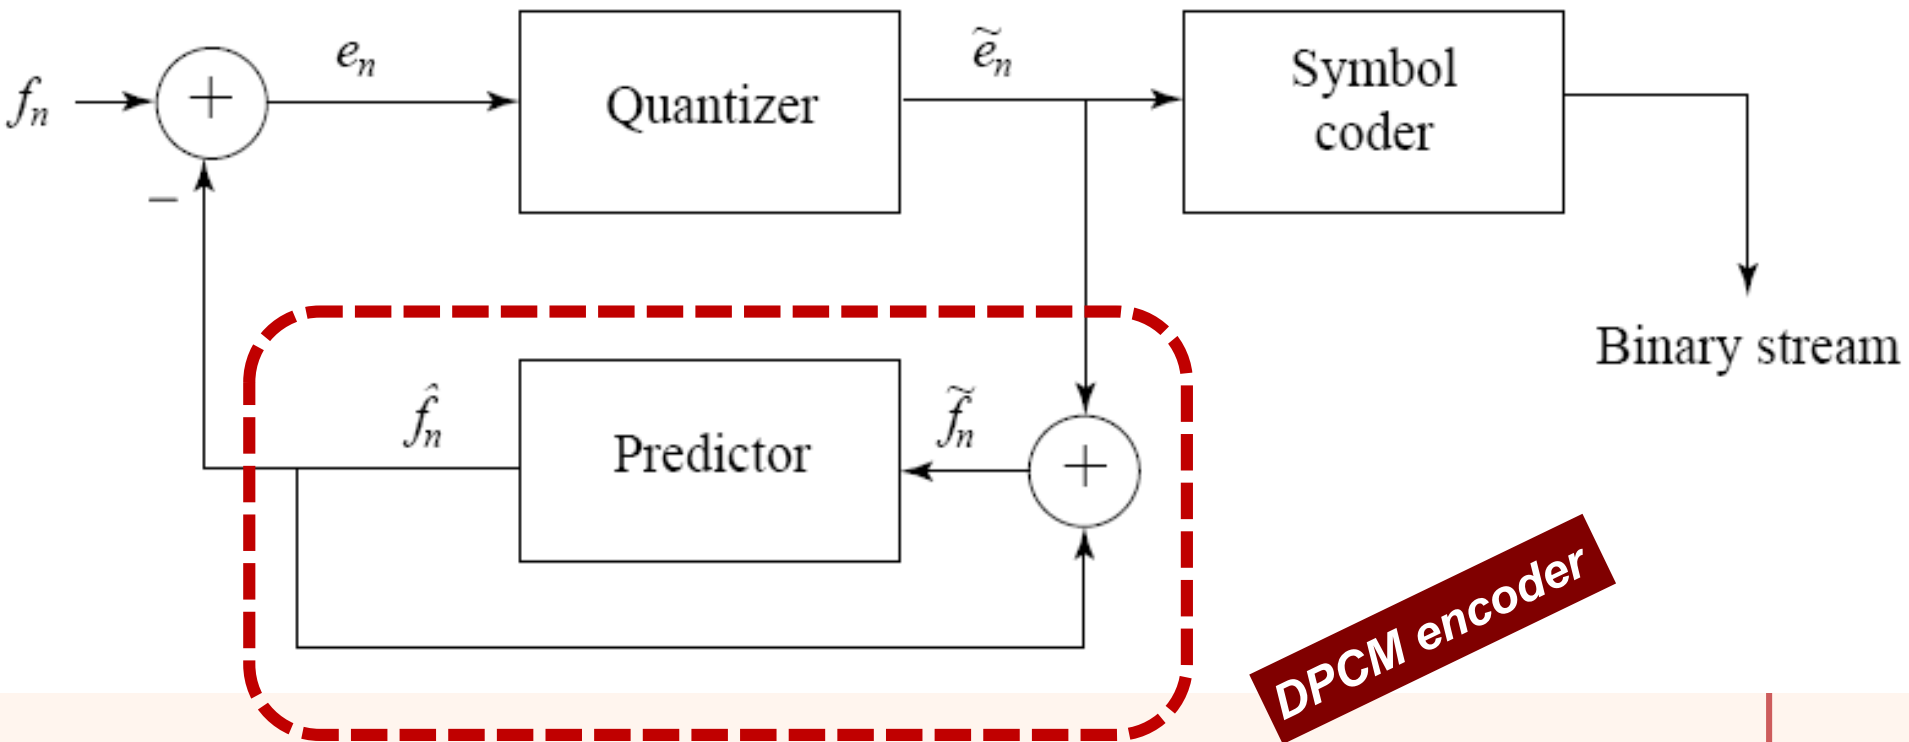 fₙ
+
−
eₙ
Quantizer
ẽₙ
Symbol
coder
Binary stream
f̂ₙ
Predictor
f̃ₙ
+
DPCM encoder